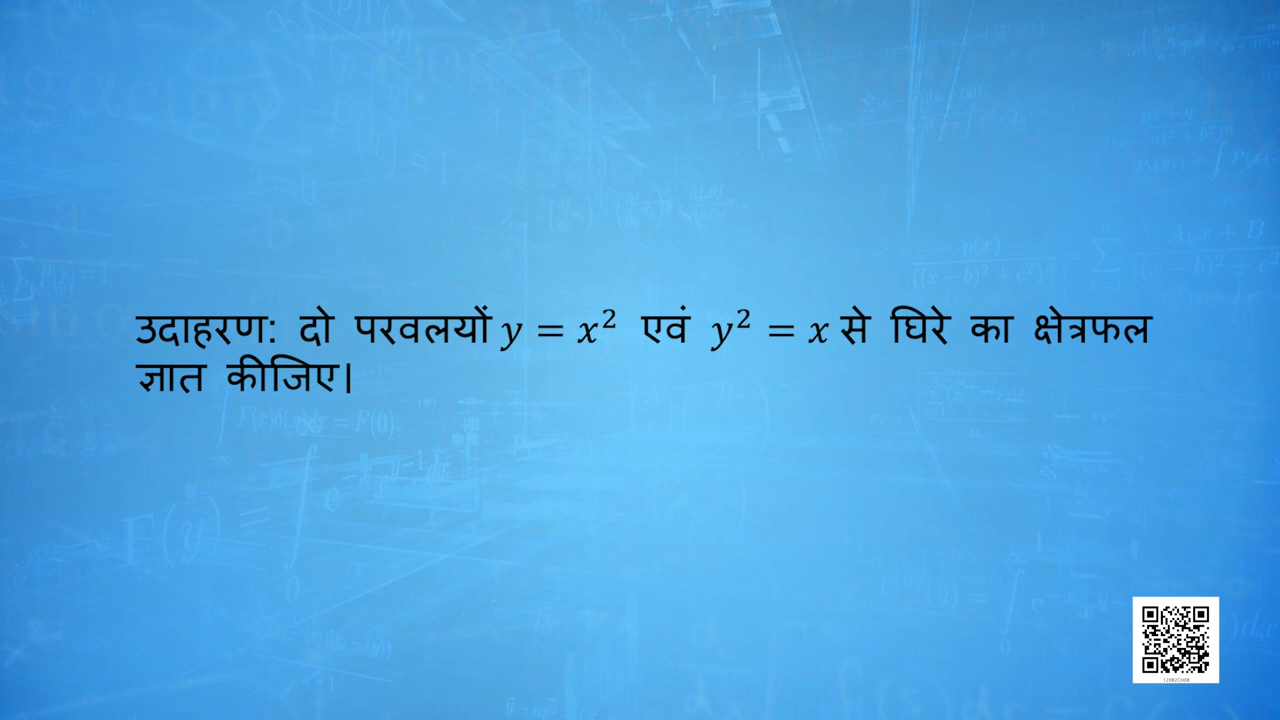 उदाहरण: दो परवलयों y = x² एवं y² = x से घिरे का क्षेत्रफल
ज्ञात कीजिए।